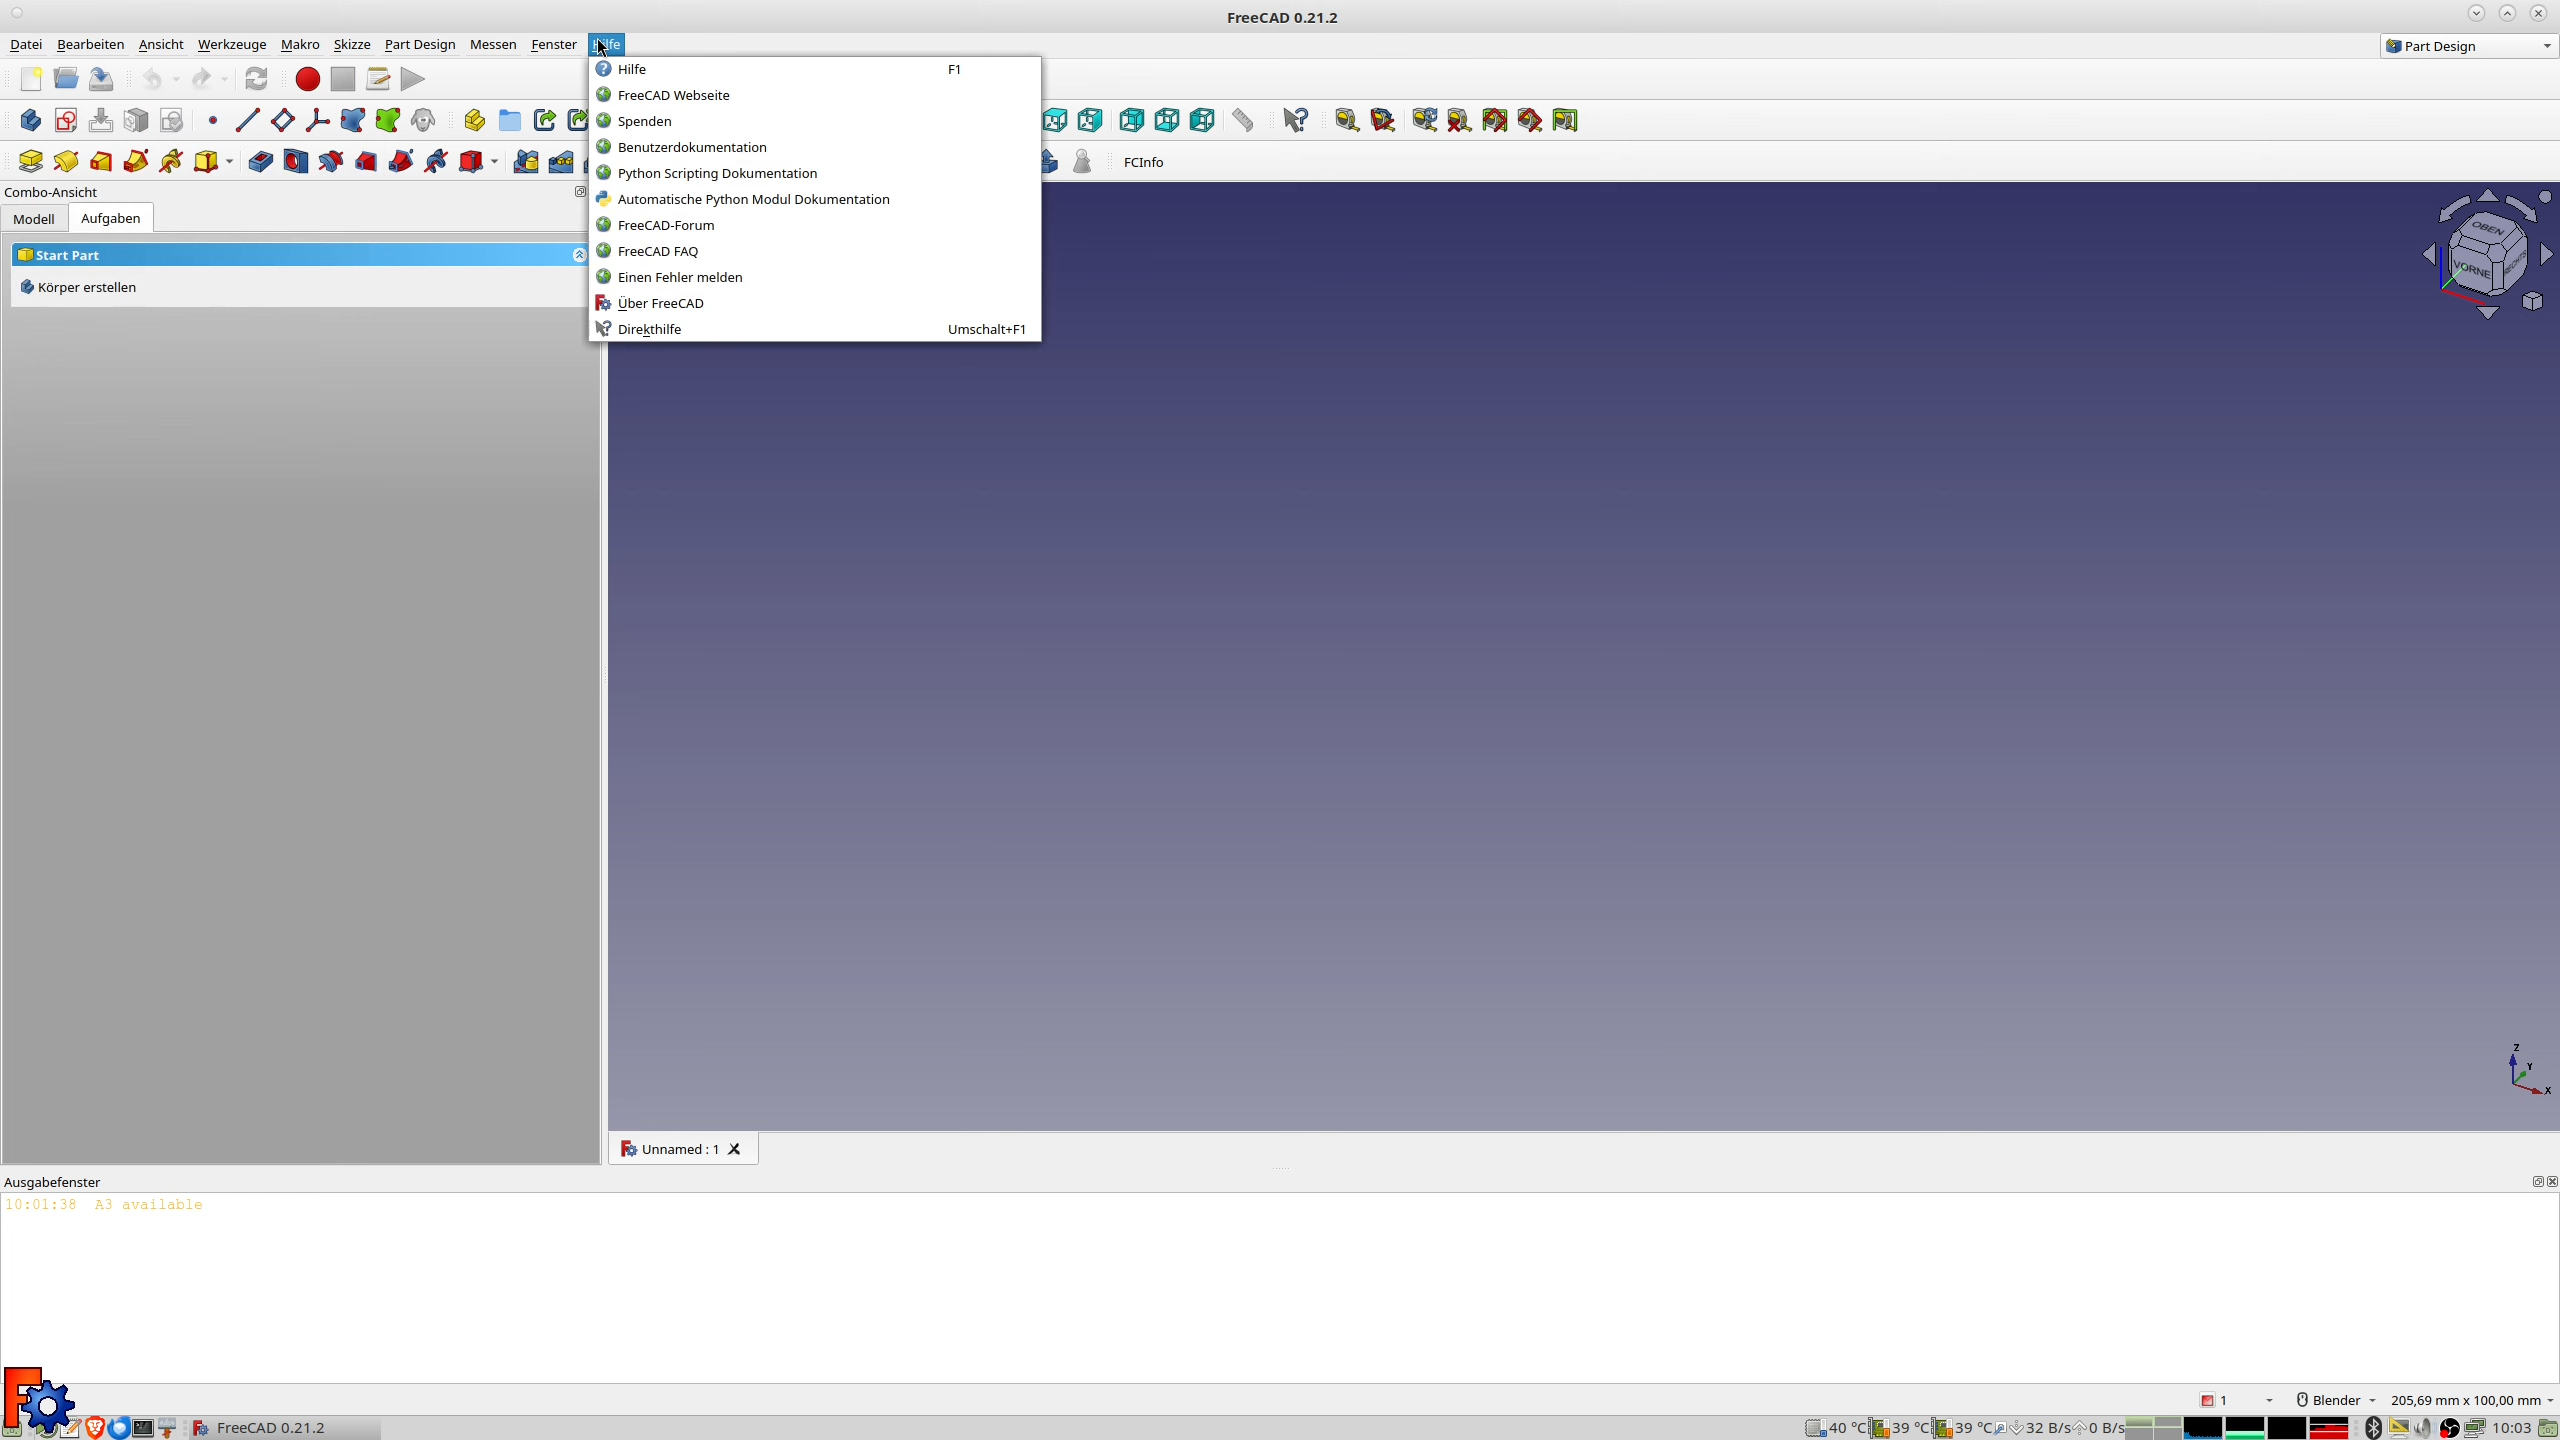 FreeCAD 0.21.2
Datei Bearbeiten Ansicht Werkzeuge Makro Skizze Part Design Messen Fenster Hilfe
Part Design
Hilfe F1
FreeCAD Webseite
Spenden
Benutzerdokumentation
Python Scripting Dokumentation
Automatische Python Modul Dokumentation
FreeCAD-Forum
FreeCAD FAQ
Einen Fehler melden
Über FreeCAD
Direkthilfe Umschalt+F1
FCInfo
Combo-Ansicht
Modell Aufgaben
Start Part
Körper erstellen
OBEN
VORNE
RECHTS
Z
Y
X
Unnamed : 1
Ausgabefenster
10:01:38 A3 available
1 Blender 205,69 mm x 100,00 mm
FreeCAD 0.21.2
40 °C 39 °C 39 °C 32 B/s 0 B/s 10:03